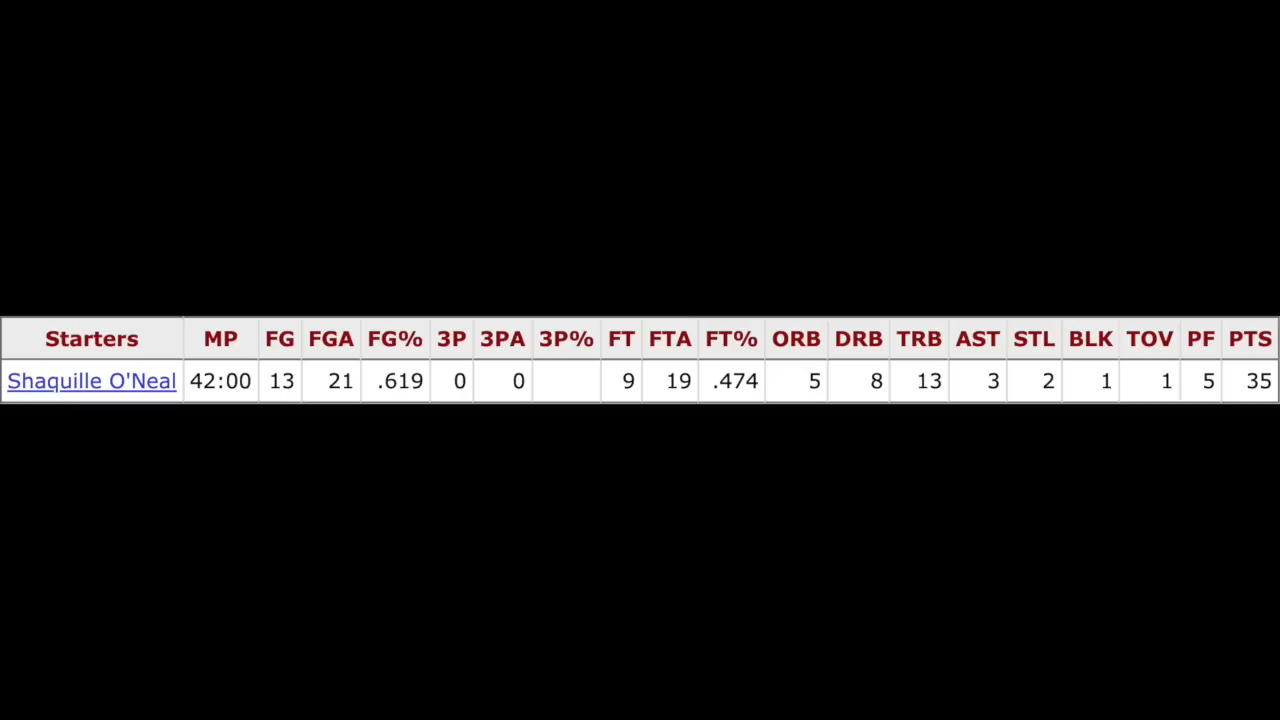 Starters MP FG FGA FG% 3P 3PA 3P% FT FTA FT% ORB DRB TRB AST STL BLK TOV PF PTS
Shaquille O'Neal 42:00 13 21 .619 0 0 9 19 .474 5 8 13 3 2 1 1 5 35